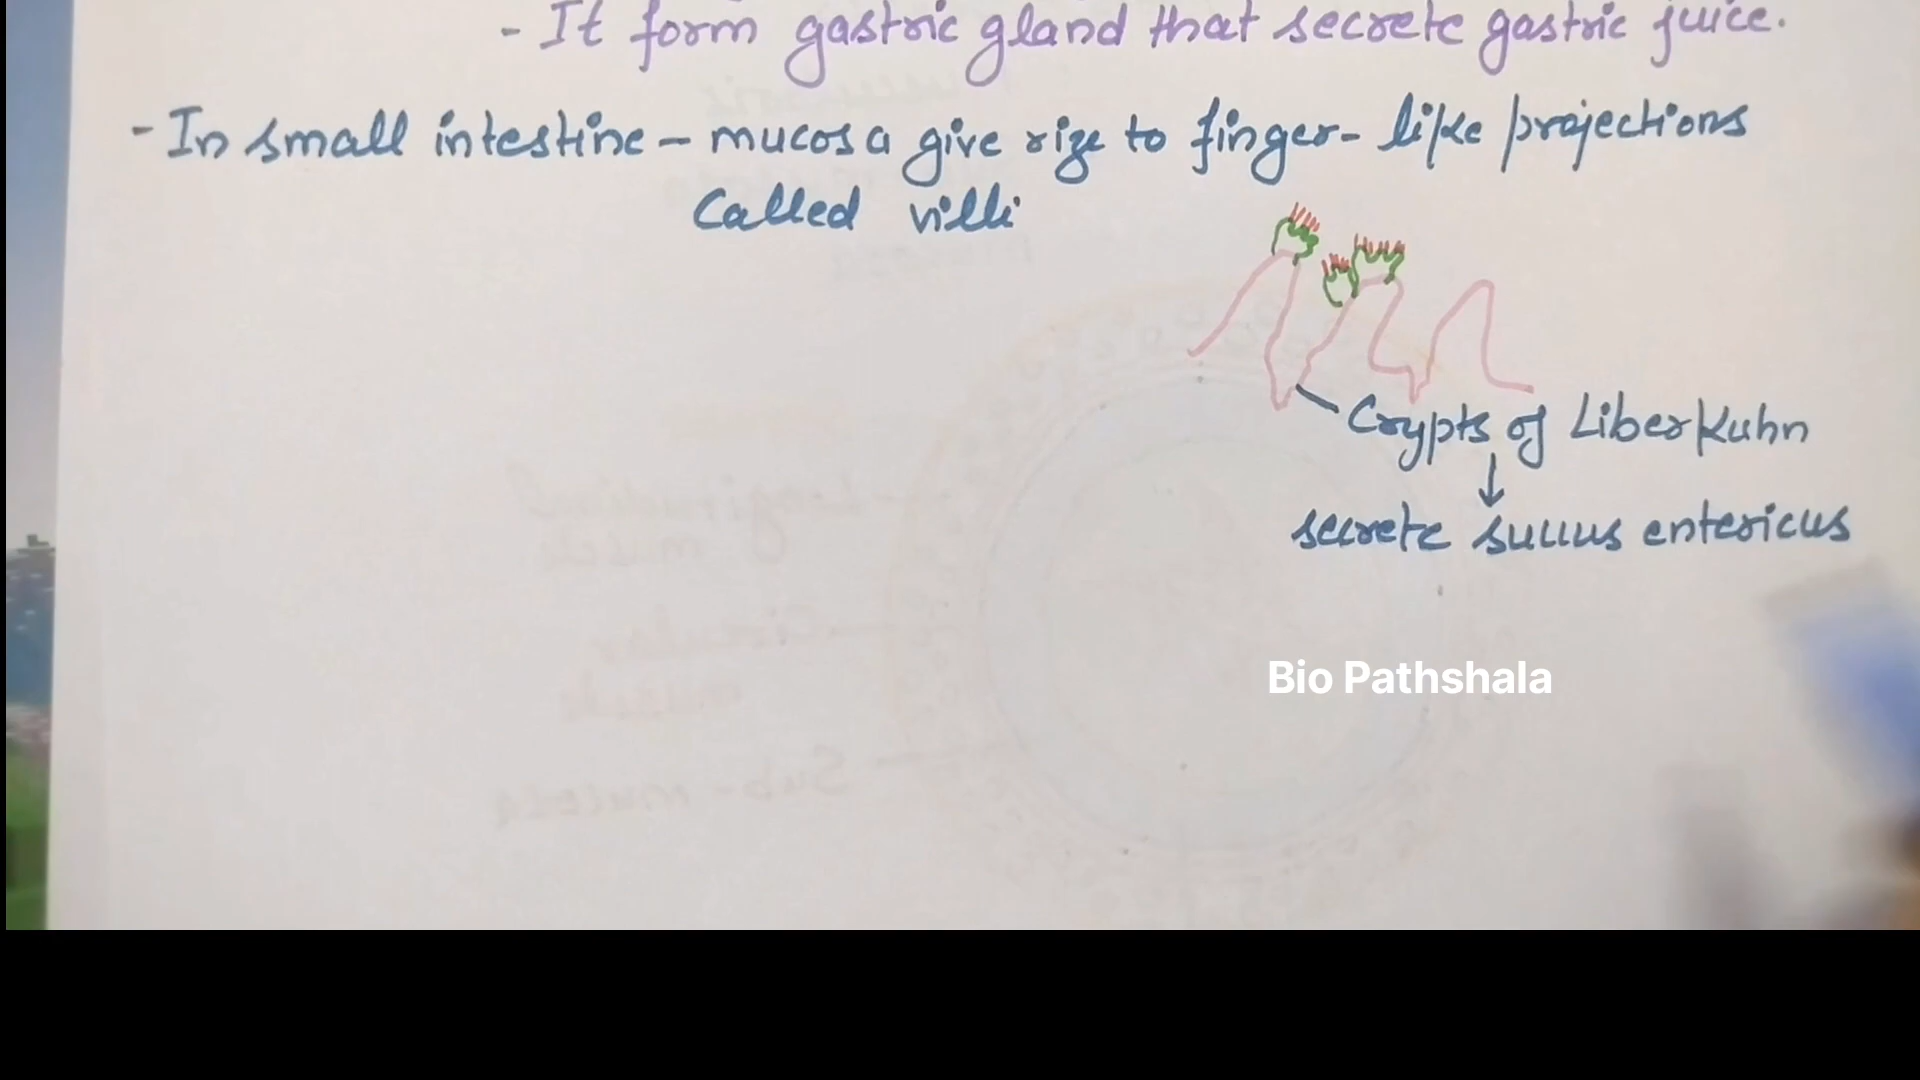 - It form gastric gland that secrete gastric juice.
- In small intestine - mucosa give rize to finger-like projections
Called villi
Crypts of Liberkuhn
↓
secrete succus entericus
Bio Pathshala